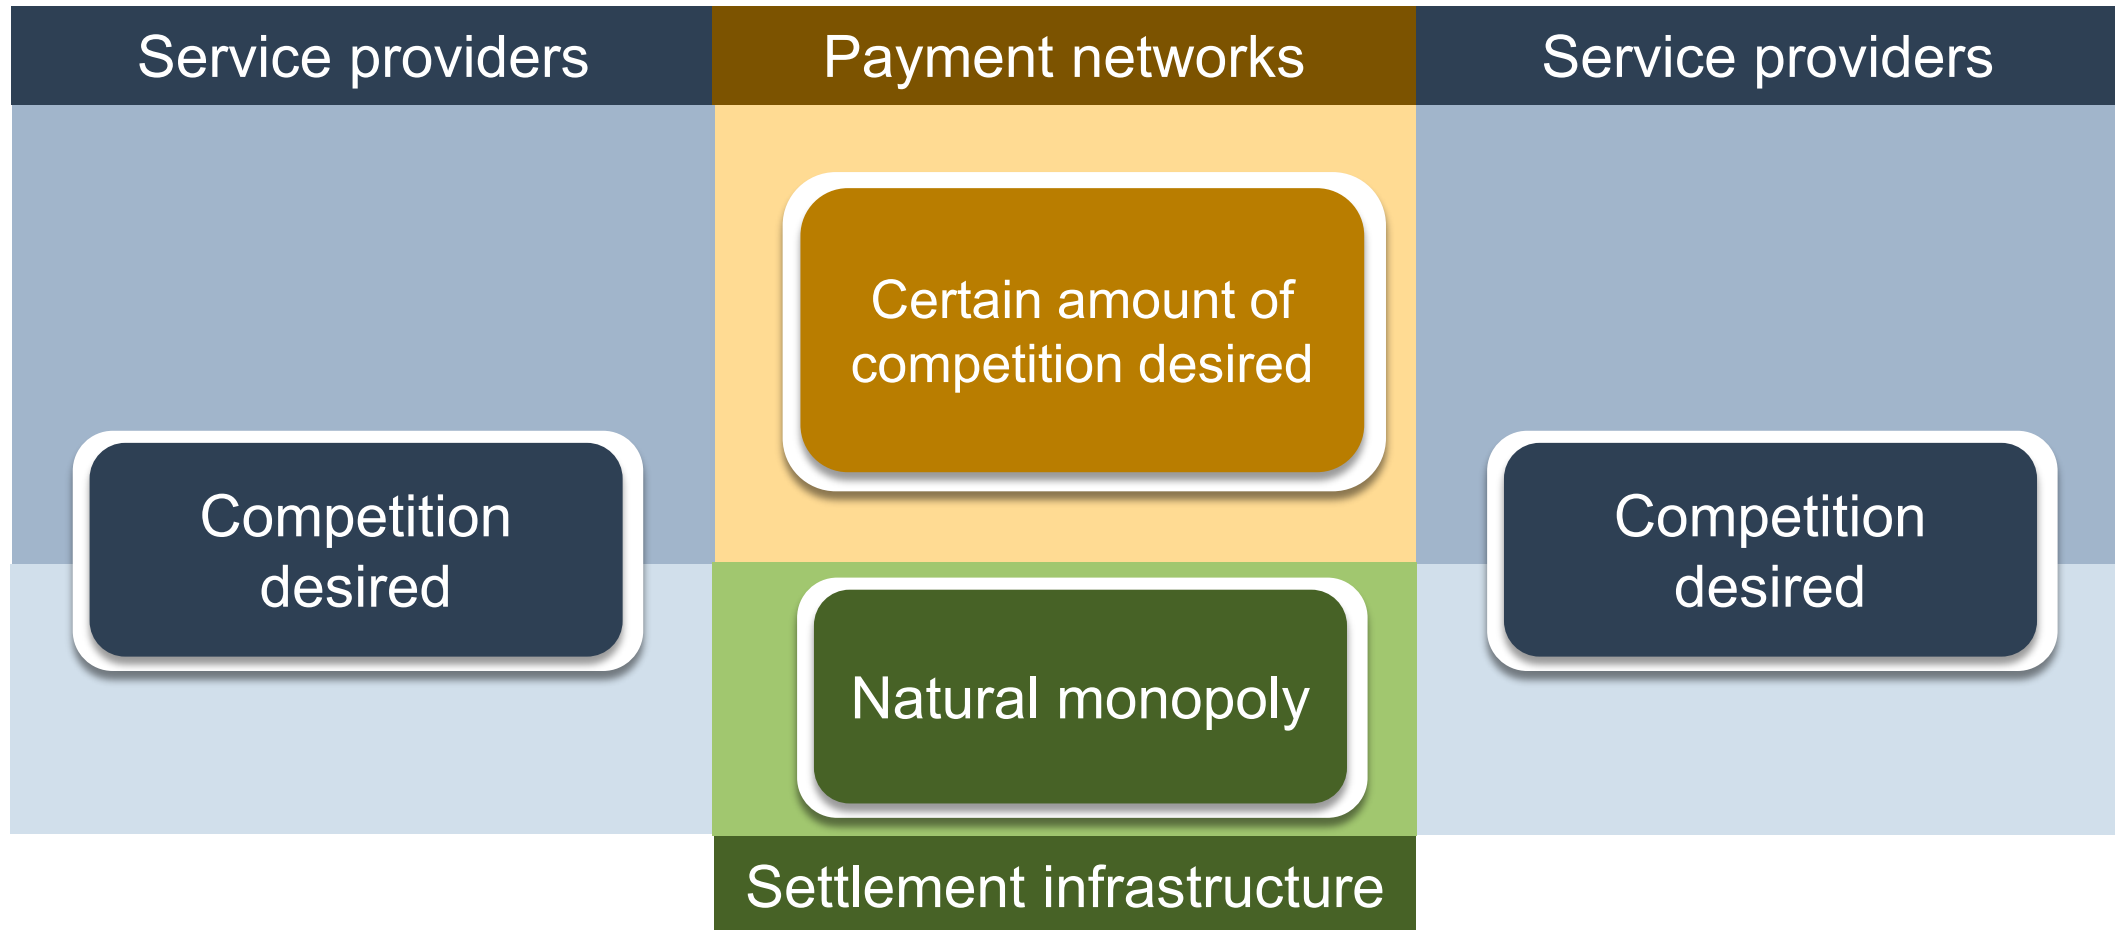 Service providers
Payment networks
Service providers
Certain amount of
competition desired
Competition
desired
Competition
desired
Natural monopoly
Settlement infrastructure